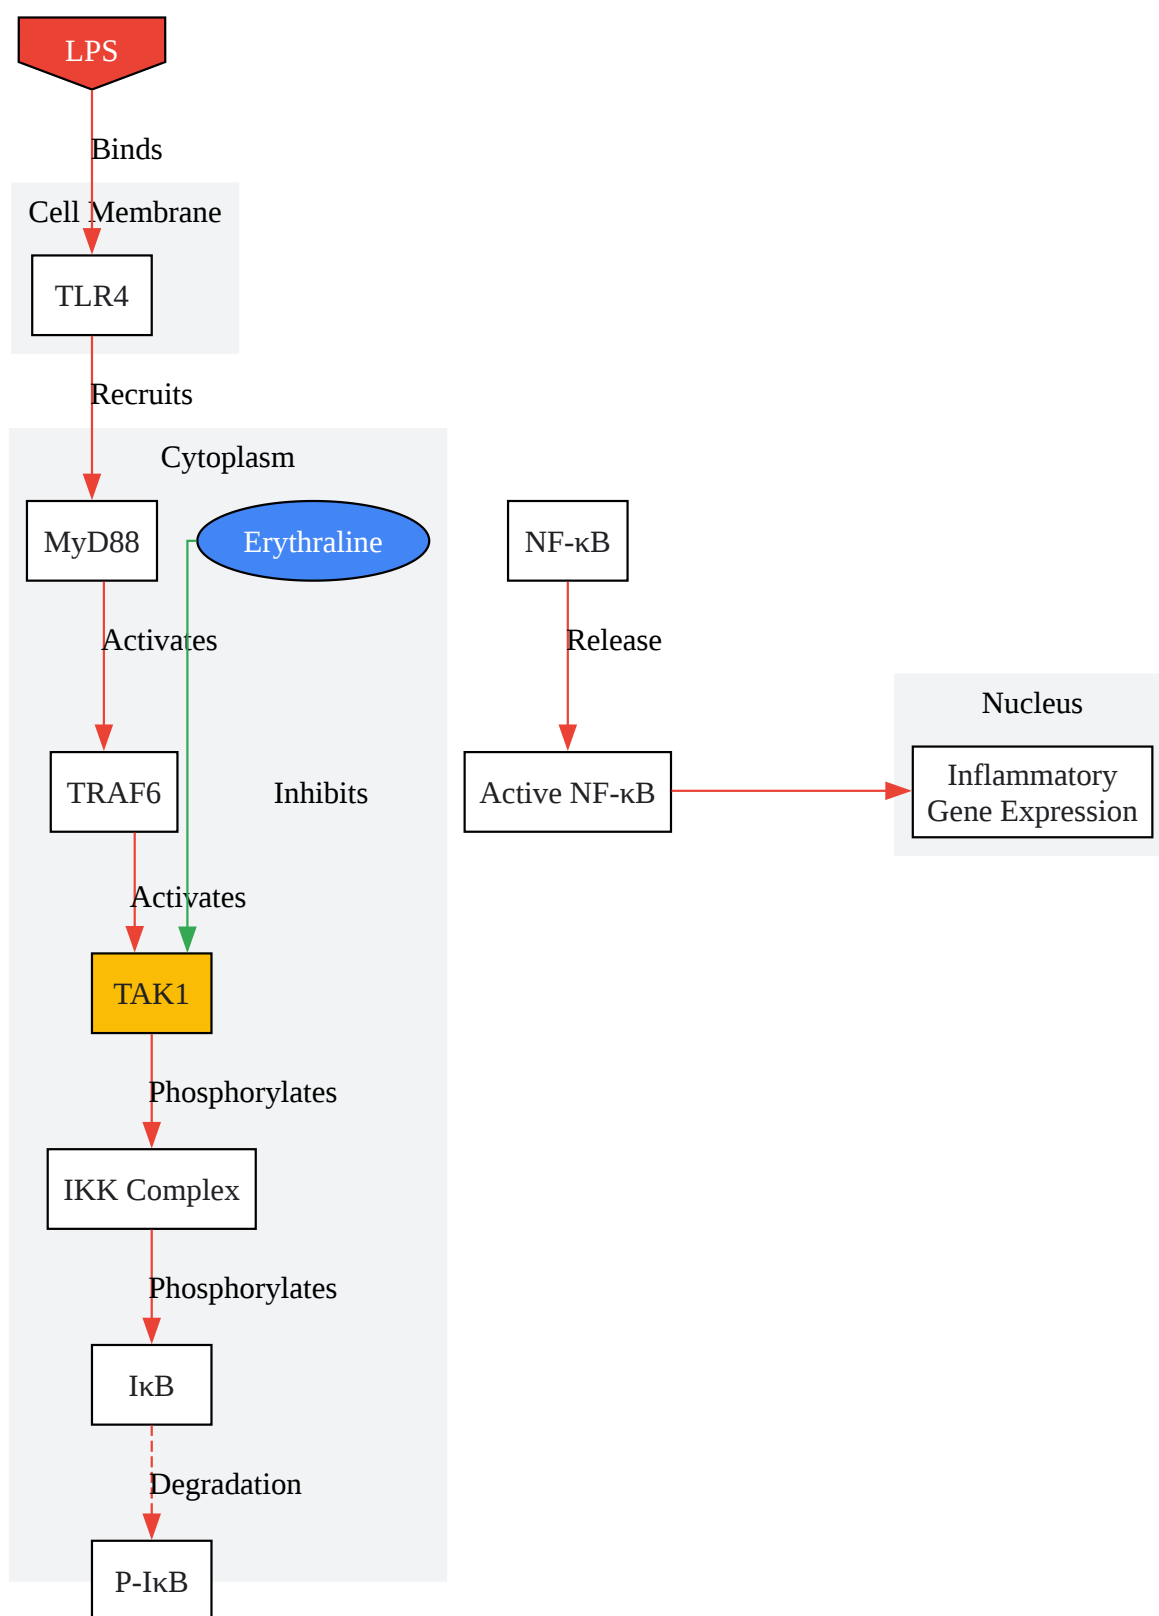 LPS
Binds
Cell Membrane
TLR4
Recruits
Cytoplasm
MyD88
Erythraline
NF-κB
Activates
Release
Nucleus
TRAF6
Inhibits
Active NF-κB
Inflammatory
Gene Expression
Activates
TAK1
Phosphorylates
IKK Complex
Phosphorylates
IκB
Degradation
P-IκB